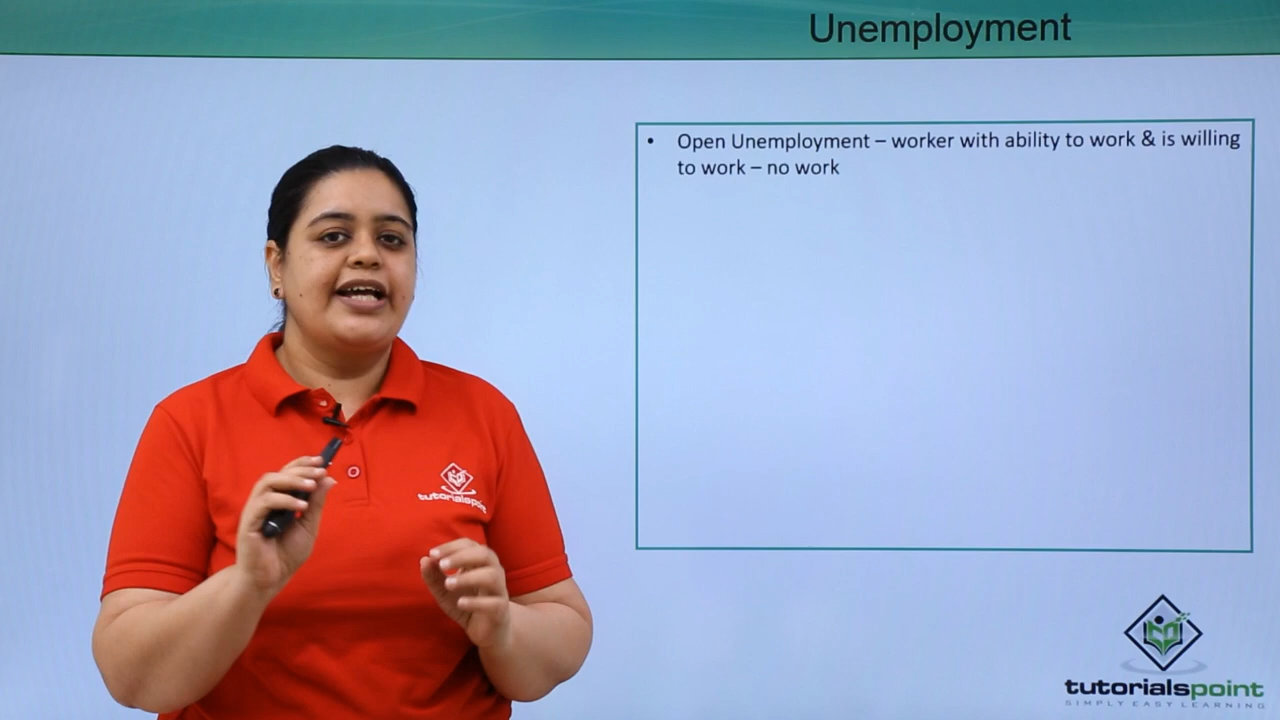 Unemployment
• Open Unemployment – worker with ability to work & is willing
to work – no work
tutorialspoint
tutorialspoint
SIMPLY EASY LEARNING